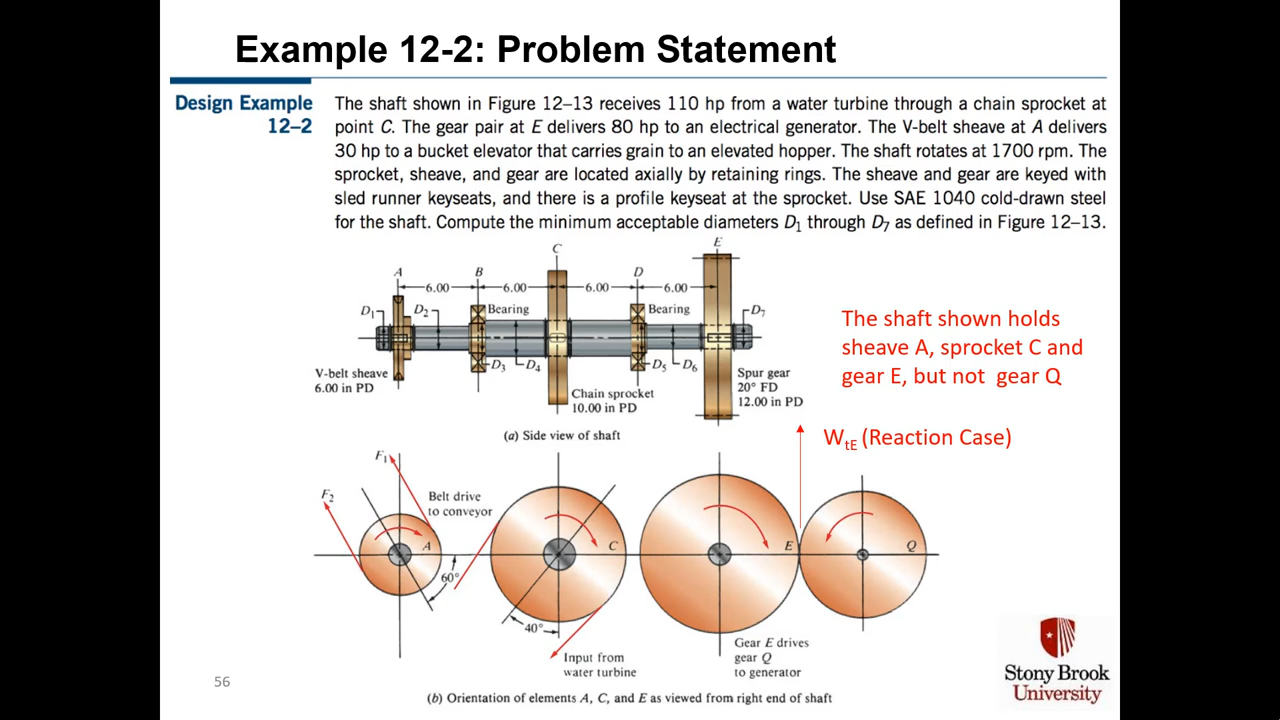 Example 12-2: Problem Statement
Design Example
12–2
The shaft shown in Figure 12–13 receives 110 hp from a water turbine through a chain sprocket at
point C. The gear pair at E delivers 80 hp to an electrical generator. The V-belt sheave at A delivers
30 hp to a bucket elevator that carries grain to an elevated hopper. The shaft rotates at 1700 rpm. The
sprocket, sheave, and gear are located axially by retaining rings. The sheave and gear are keyed with
sled runner keyseats, and there is a profile keyseat at the sprocket. Use SAE 1040 cold-drawn steel
for the shaft. Compute the minimum acceptable diameters D1 through D7 as defined in Figure 12–13.
A B C D E
6.00 6.00 6.00 6.00
D1 D2 Bearing Bearing D7
D3 D4 D5 D6
V-belt sheave
6.00 in PD
Chain sprocket
10.00 in PD
Spur gear
20° FD
12.00 in PD
(a) Side view of shaft
The shaft shown holds
sheave A, sprocket C and
gear E, but not gear Q
WtE (Reaction Case)
F1
F2
Belt drive
to conveyor
A
60°
C
40°
Input from
water turbine
E
Q
Gear E drives
gear Q
to generator
(b) Orientation of elements A, C, and E as viewed from right end of shaft
56
Stony Brook
University